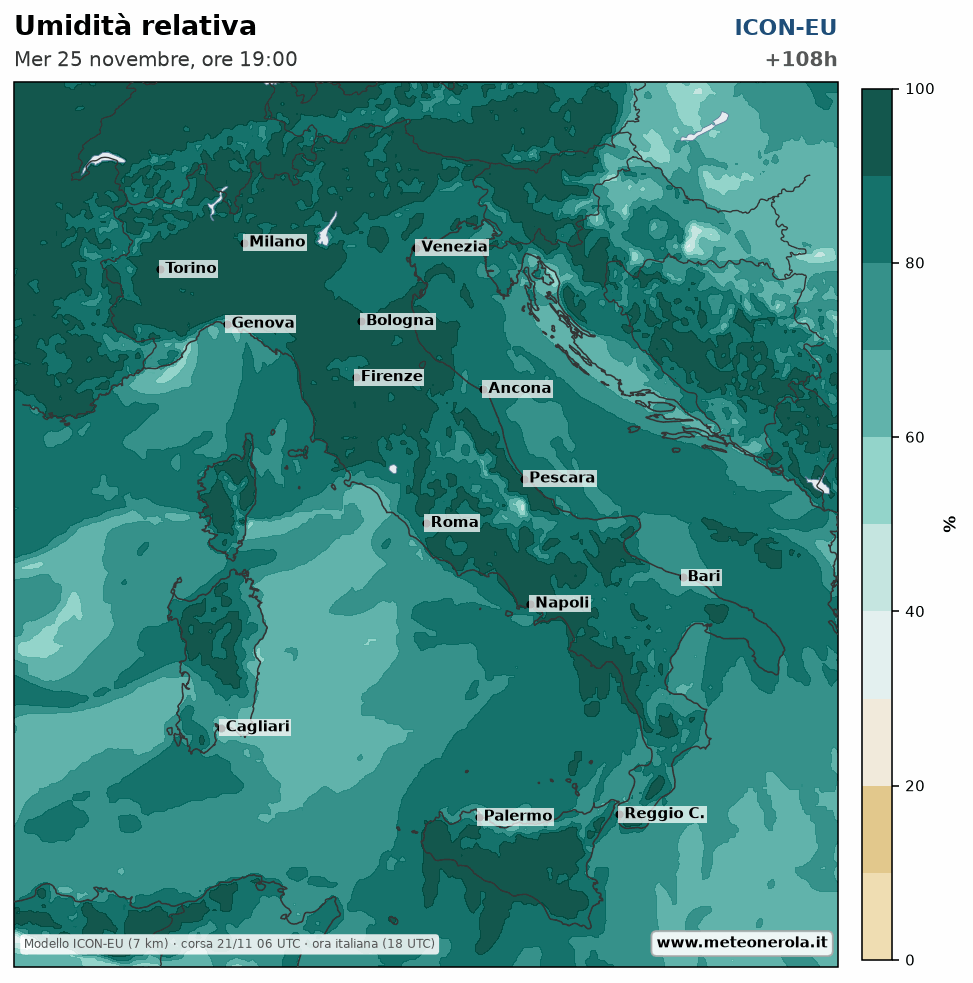 Umidità relativa
ICON-EU
Mer 25 novembre, ore 19:00
+108h
100
80
60
40
20
0
%
Milano
Venezia
Torino
Genova
Bologna
Firenze
Ancona
Pescara
Roma
Bari
Napoli
Cagliari
Palermo
Reggio C.
Modello ICON-EU (7 km) · corsa 21/11 06 UTC · ora italiana (18 UTC)
www.meteonerola.it